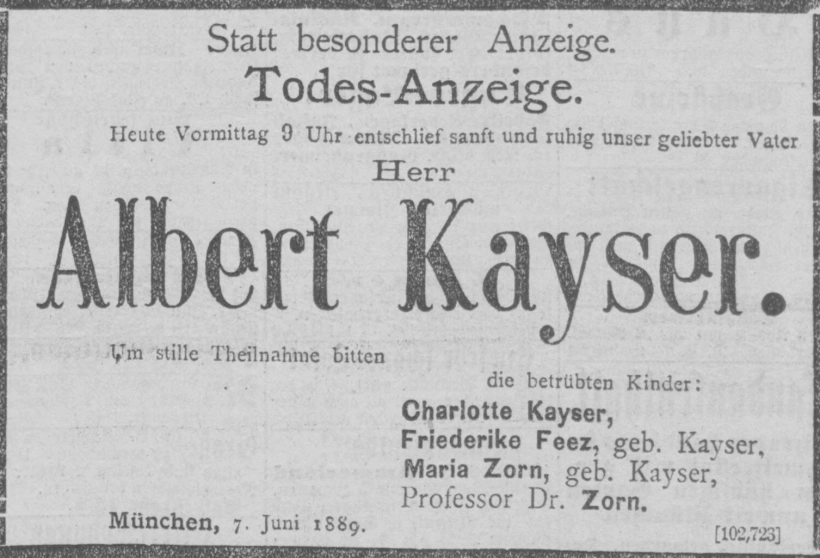 Statt besonderer Anzeige.
Todes-Anzeige.
Heute Vormittag 9 Uhr entschlief sanft und ruhig unser geliebter Vater
Herr
Albert Kayser.
Um stille Theilnahme bitten
die betrübten Kinder:
Charlotte Kayser,
Friederike Feez, geb. Kayser,
Maria Zorn, geb. Kayser,
Professor Dr. Zorn.
München, 7. Juni 1889.
[102,723]